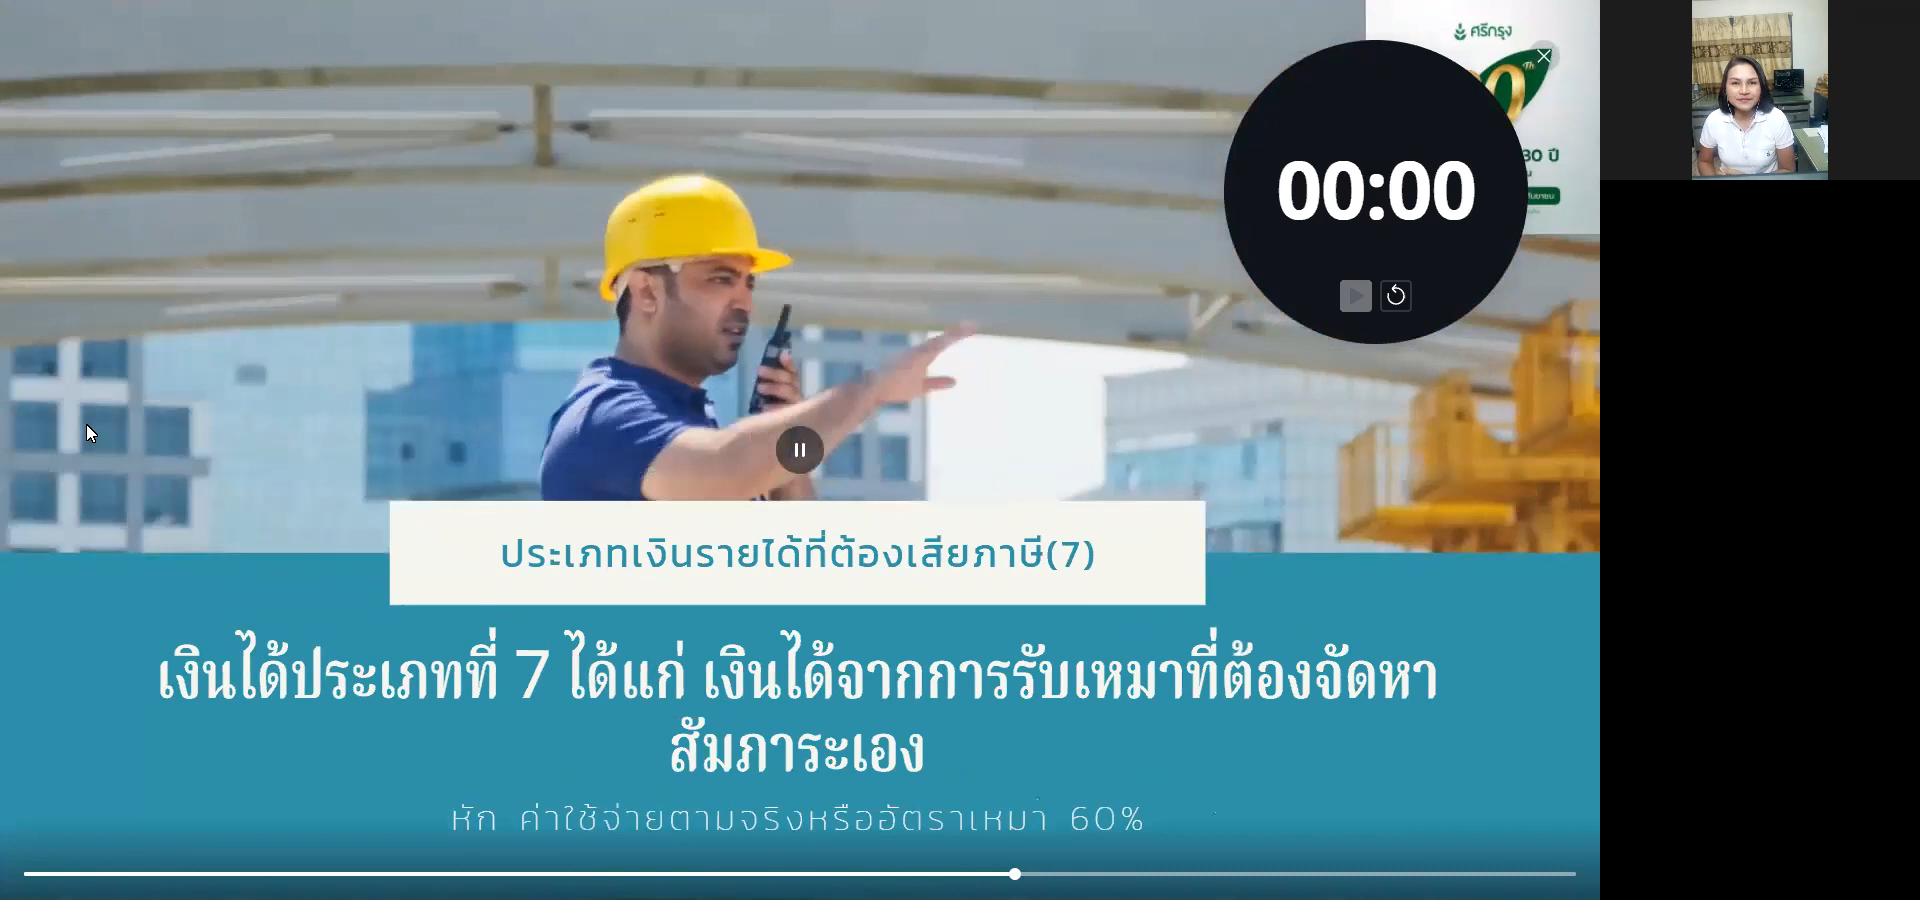 ศรีกรุง
Th
00:00
30 ปี
ประเภทเงินรายได้ที่ต้องเสียภาษี(7)
เงินได้ประเภทที่ 7 ได้แก่ เงินได้จากการรับเหมาที่ต้องจัดหา
สัมภาระเอง
หัก ค่าใช้จ่ายตามจริงหรืออัตราเหมา 60%